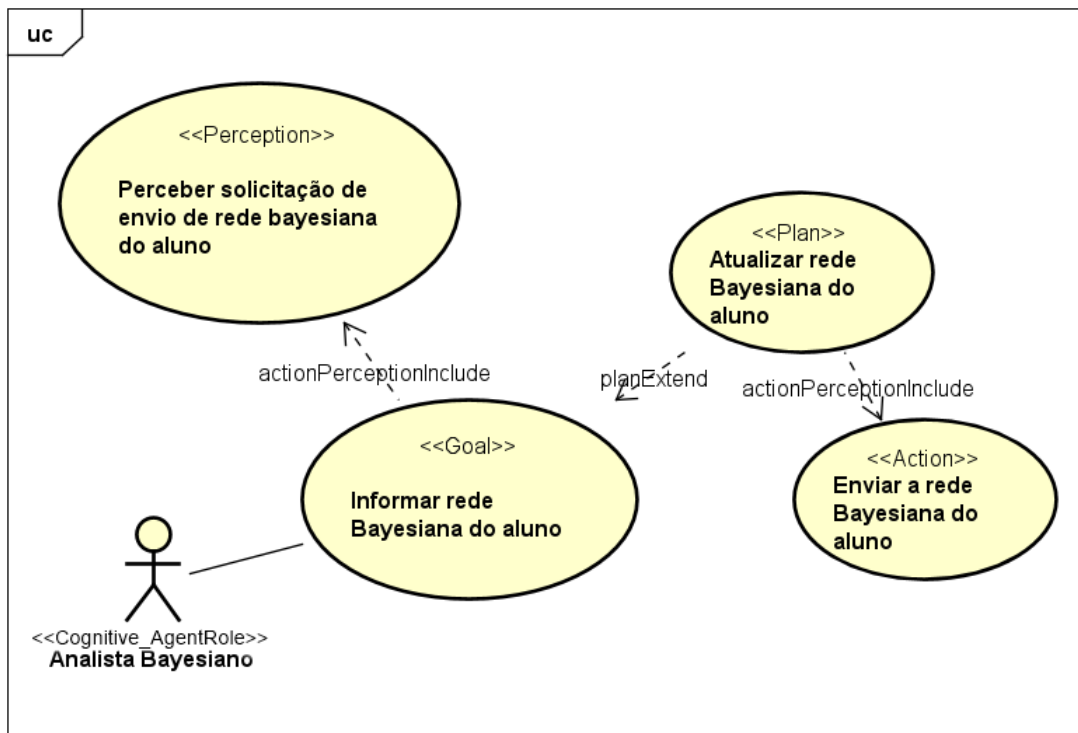 uc
<<Perception>>
Perceber solicitação de
envio de rede bayesiana
do aluno
<<Plan>>
Atualizar rede
Bayesiana do
aluno
actionPerceptionInclude
planExtend
actionPerceptionInclude
<<Goal>>
Informar rede
Bayesiana do aluno
<<Action>>
Enviar a rede
Bayesiana do
aluno
<<Cognitive_AgentRole>>
Analista Bayesiano